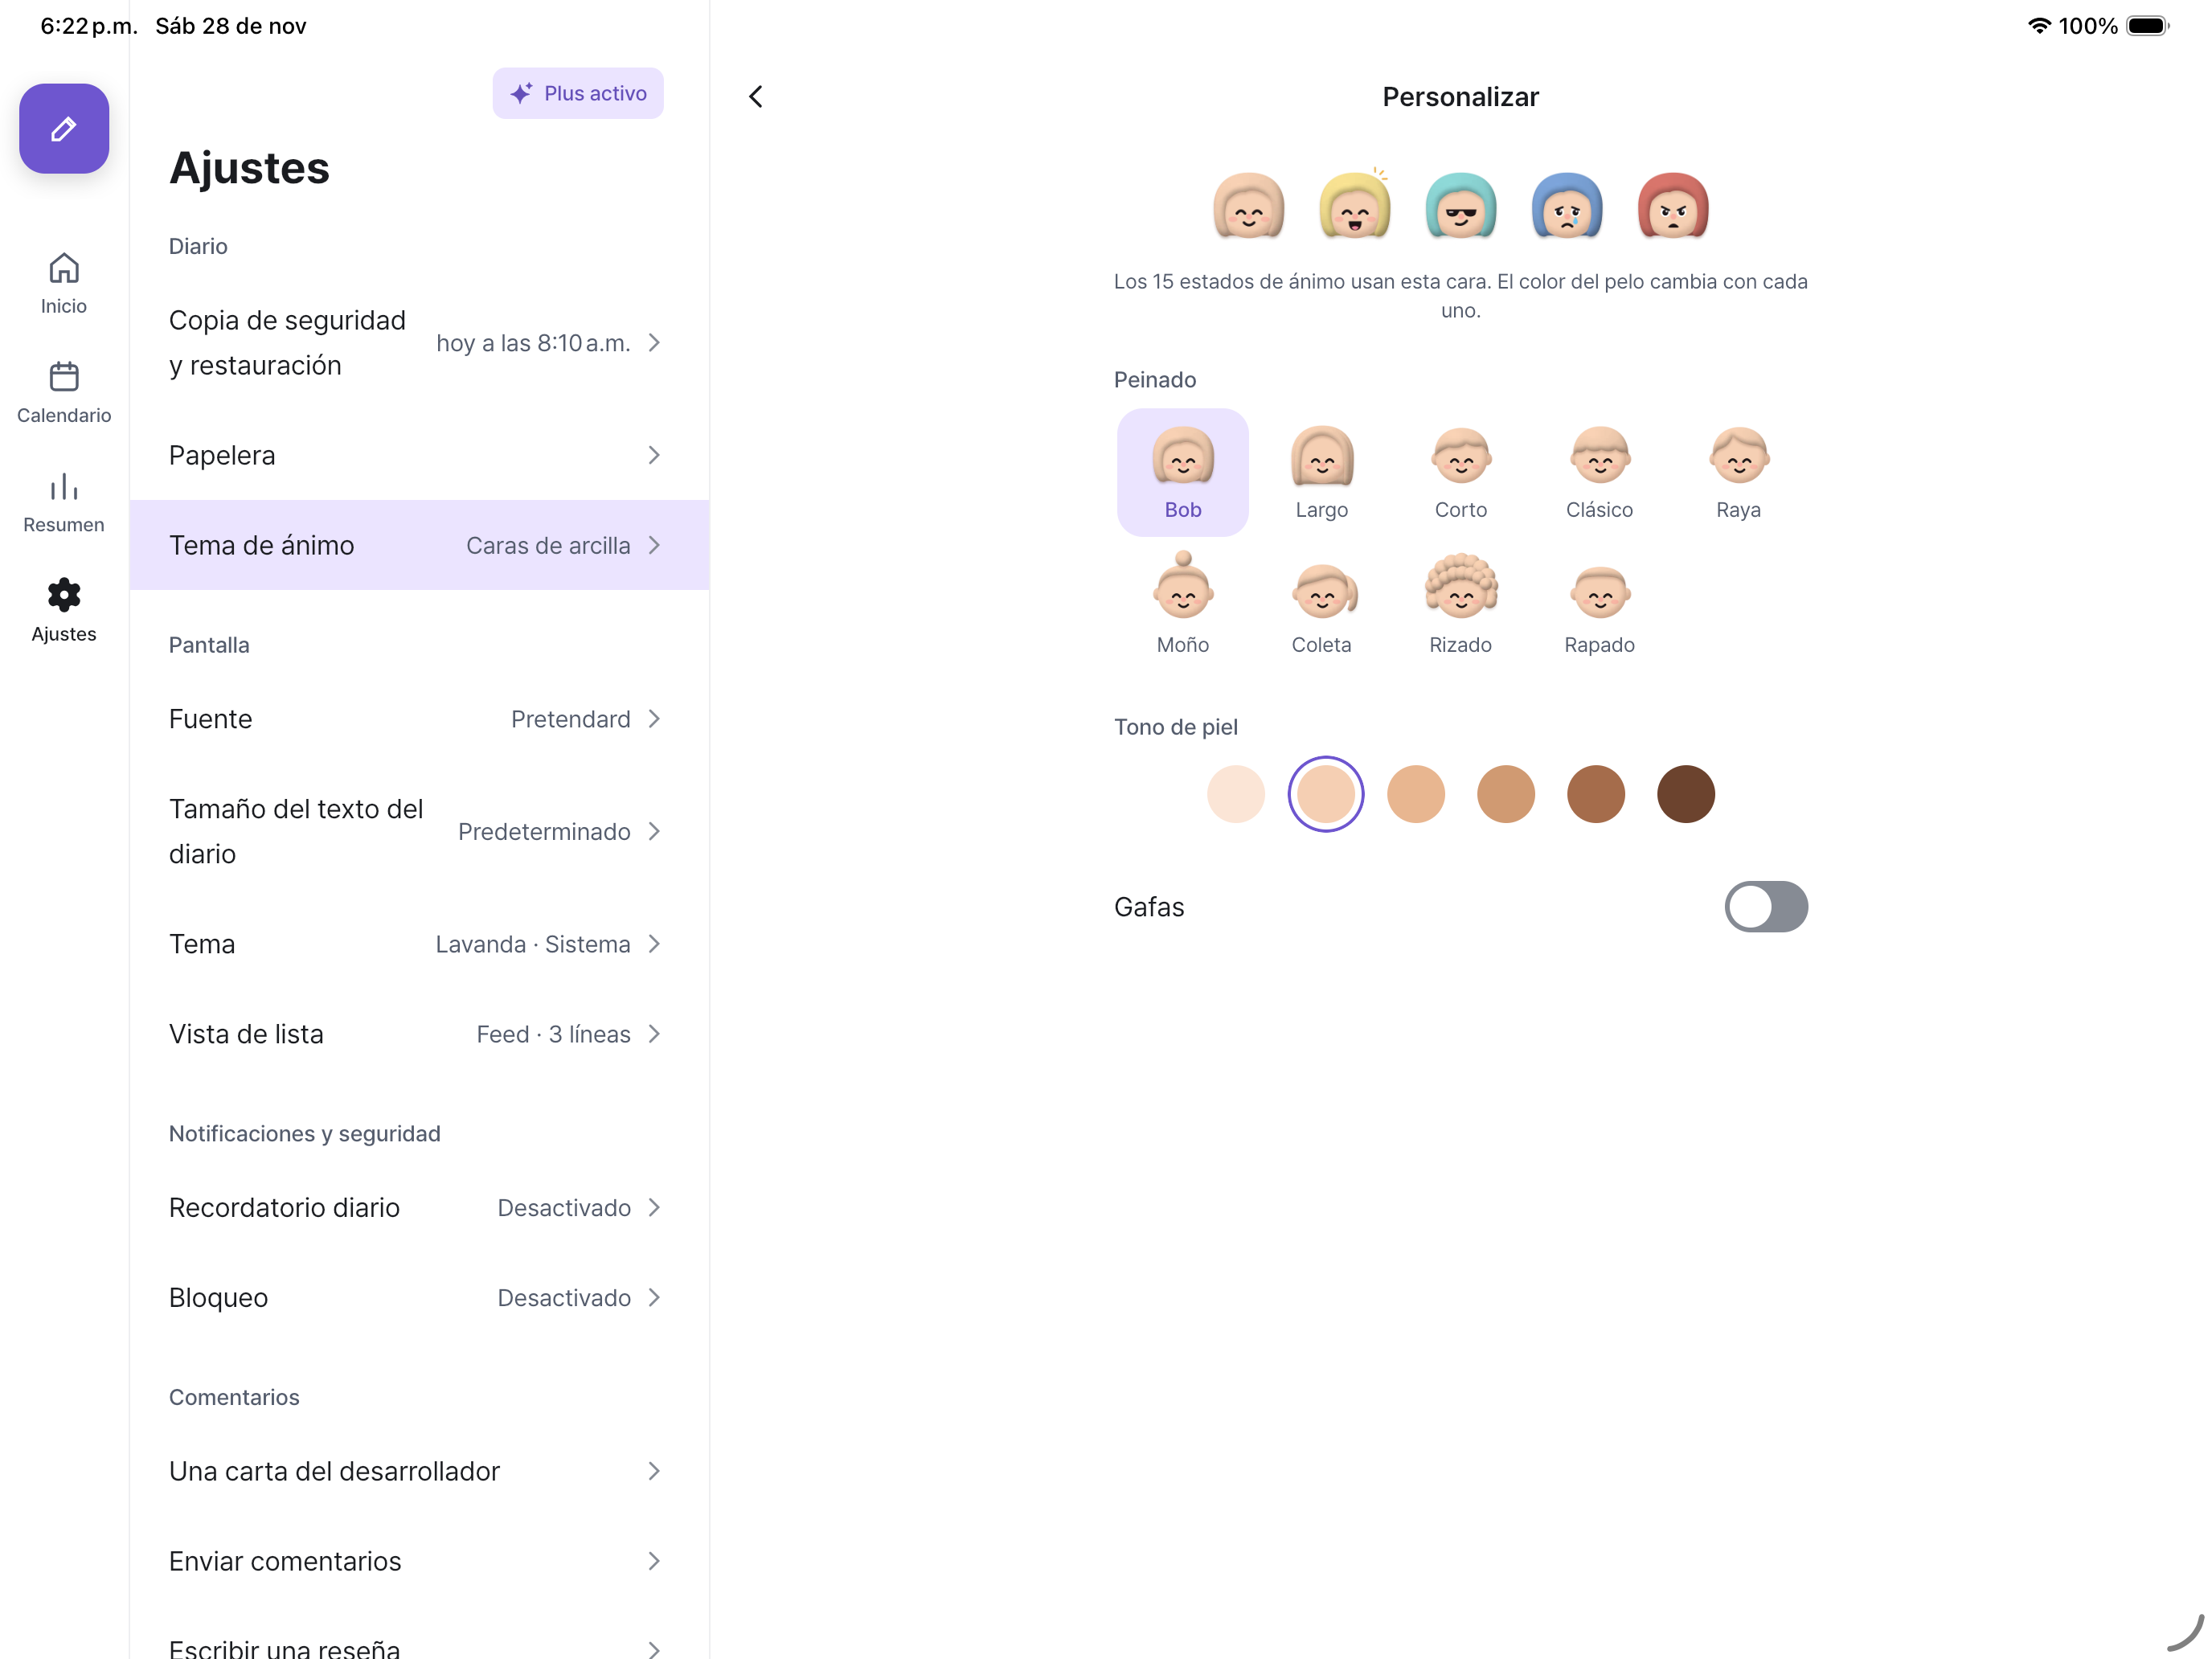 6:22 p.m. Sáb 28 de nov
100%
Plus activo
Inicio
Calendario
Resumen
Ajustes
Ajustes
Diario
Copia de seguridad
y restauración
hoy a las 8:10 a.m.
Papelera
Tema de ánimo
Caras de arcilla
Pantalla
Fuente
Pretendard
Tamaño del texto del
diario
Predeterminado
Tema
Lavanda · Sistema
Vista de lista
Feed · 3 líneas
Notificaciones y seguridad
Recordatorio diario
Desactivado
Bloqueo
Desactivado
Comentarios
Una carta del desarrollador
Enviar comentarios
Escribir una reseña
Personalizar
Los 15 estados de ánimo usan esta cara. El color del pelo cambia con cada
uno.
Peinado
Bob
Largo
Corto
Clásico
Raya
Moño
Coleta
Rizado
Rapado
Tono de piel
Gafas